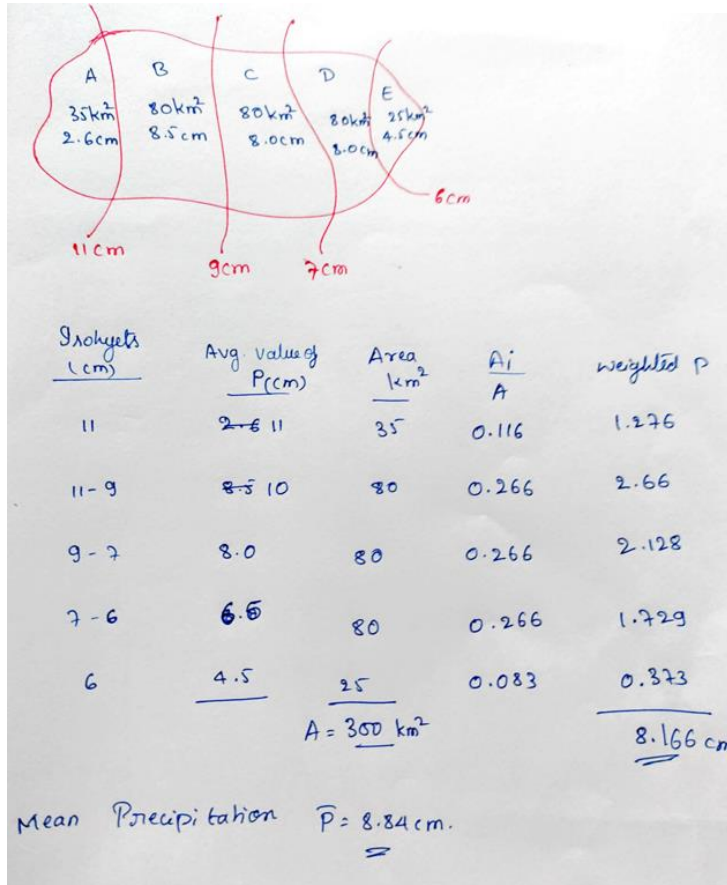 A B C D E
35km² 80km² 80km² 80km² 25km²
2.6cm 8.5cm 8.0cm 8.0cm 4.5cm
6cm
11cm 9cm 7cm
Isohyets (cm) Avg. value of P(cm) Area km² Ai/A weighted P
11 2.6 11 35 0.116 1.276
11-9 8.5 10 80 0.266 2.66
9-7 8.0 80 0.266 2.128
7-6 6.5 80 0.266 1.729
6 4.5 25 0.083 0.373
A = 300 km² 8.166 cm
Mean Precipitation P̅ = 8.84cm.